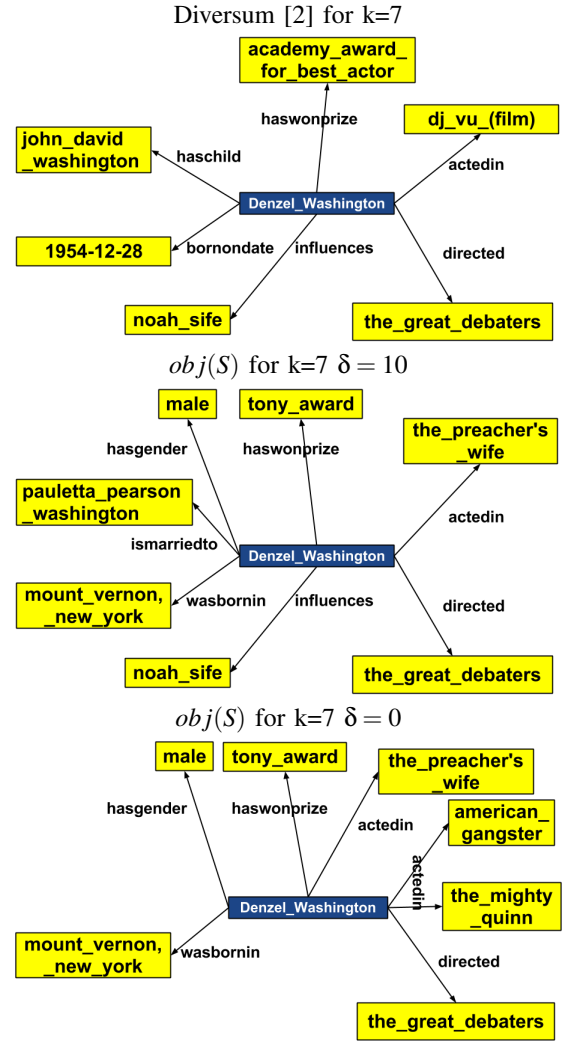 Diversum [2] for k=7
academy_award_
for_best_actor
haswonprize
dj_vu_(film)
john_david
_washington
haschild
actedin
Denzel_Washington
1954-12-28
bornondate
influences
directed
noah_sife
the_great_debaters
obj(S) for k=7 δ = 10
male
tony_award
the_preacher's
_wife
hasgender
haswonprize
pauletta_pearson
_washington
actedin
ismarriedto
Denzel_Washington
mount_vernon,
_new_york
wasbornin
influences
directed
noah_sife
the_great_debaters
obj(S) for k=7 δ = 0
male
tony_award
the_preacher's
_wife
hasgender
haswonprize
american_
gangster
actedin
actedin
the_mighty
_quinn
Denzel_Washington
mount_vernon,
_new_york
wasbornin
directed
the_great_debaters